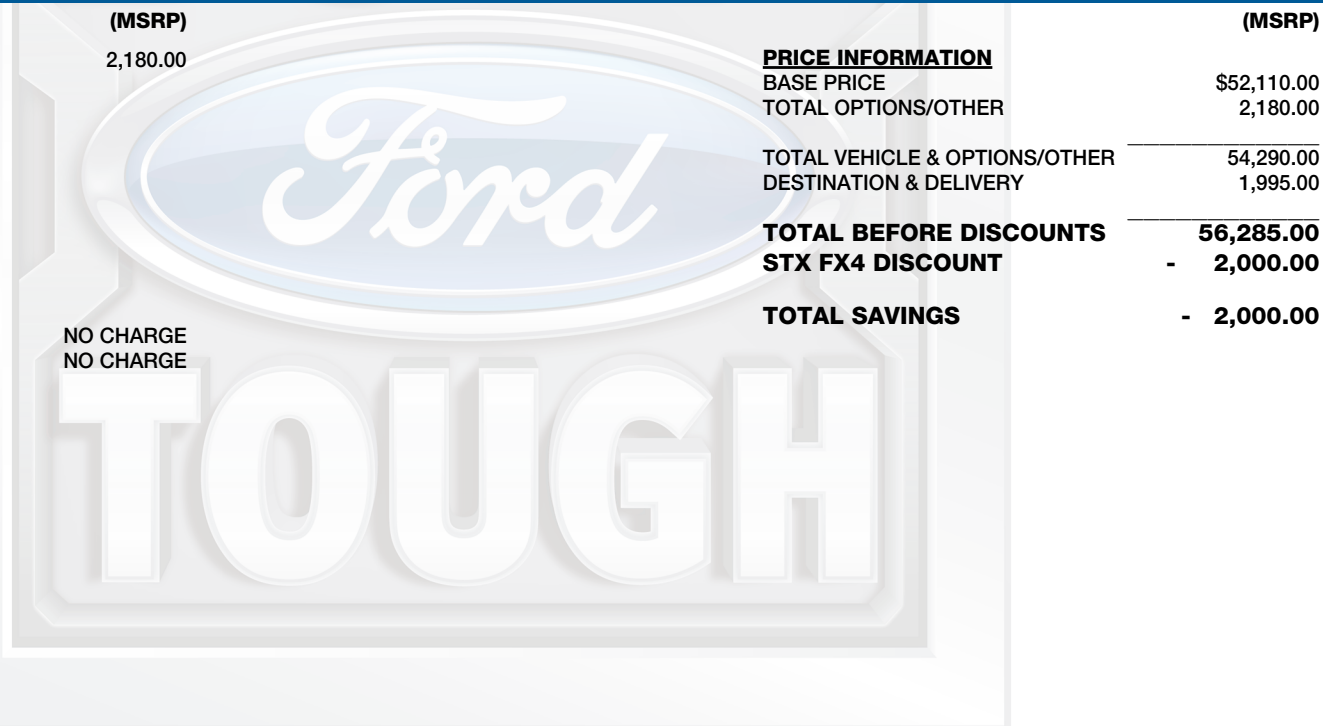 (MSRP)
2,180.00
NO CHARGE
NO CHARGE
Ford
TOUGH
(MSRP)
PRICE INFORMATION
BASE PRICE $52,110.00
TOTAL OPTIONS/OTHER 2,180.00
TOTAL VEHICLE & OPTIONS/OTHER 54,290.00
DESTINATION & DELIVERY 1,995.00
TOTAL BEFORE DISCOUNTS 56,285.00
STX FX4 DISCOUNT - 2,000.00
TOTAL SAVINGS - 2,000.00